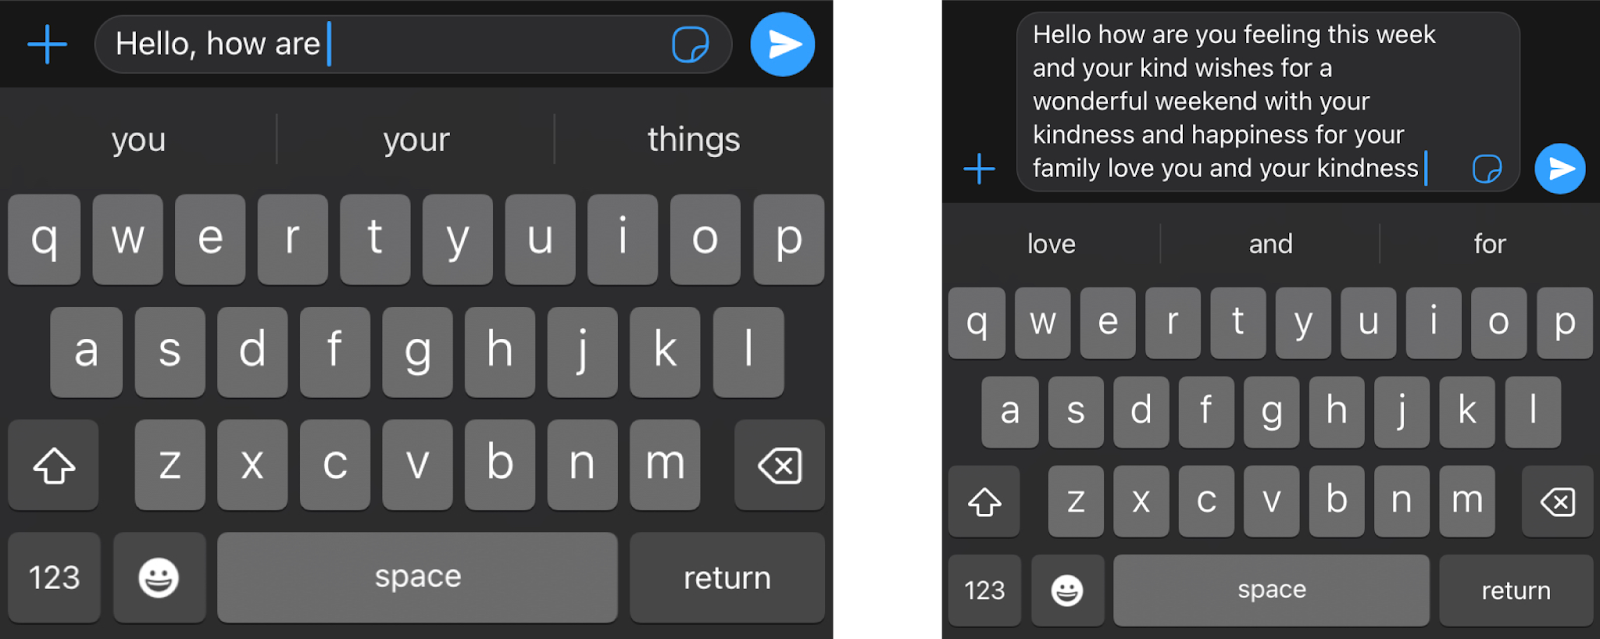 Hello, how are
you your things
q w e r t y u i o p
a s d f g h j k l
z x c v b n m
123 space return
Hello how are you feeling this week
and your kind wishes for a
wonderful weekend with your
kindness and happiness for your
family love you and your kindness
love and for
q w e r t y u i o p
a s d f g h j k l
z x c v b n m
123 space return